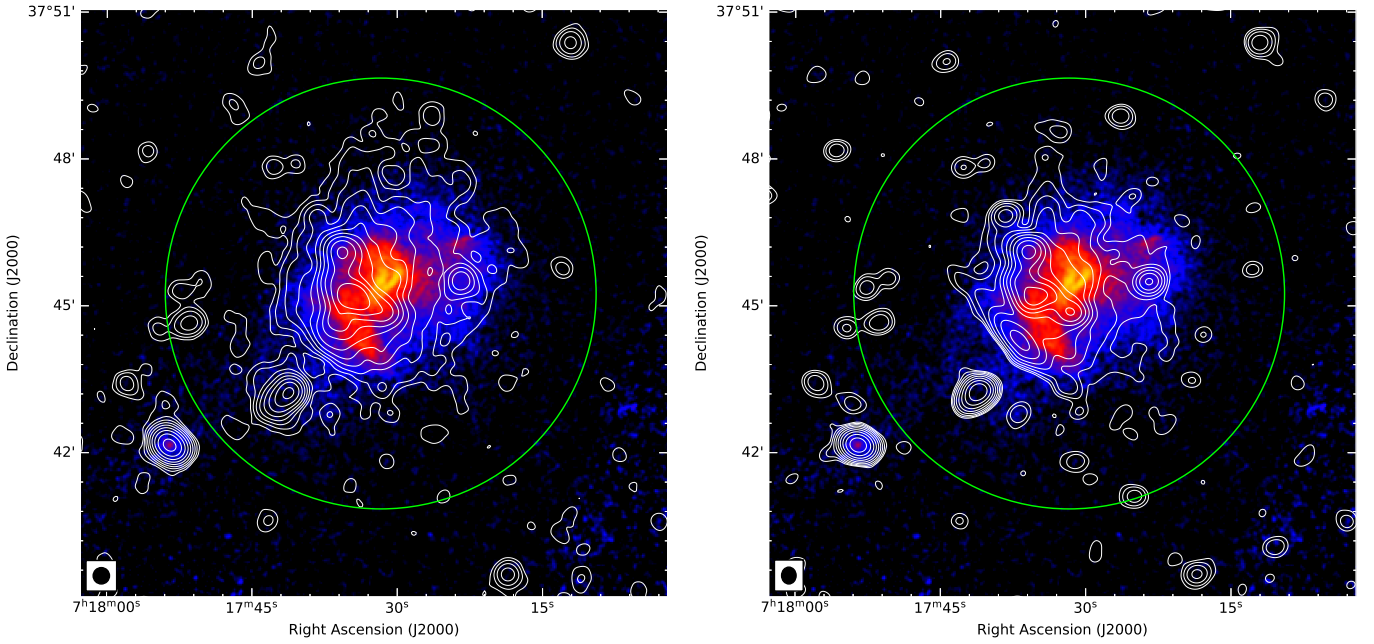 37°51'
48'
45'
42'
Declination (J2000)
7ʰ18ᵐ00ˢ
17ᵐ45ˢ
30ˢ
15ˢ
Right Ascension (J2000)
37°51'
48'
45'
42'
Declination (J2000)
7ʰ18ᵐ00ˢ
17ᵐ45ˢ
30ˢ
15ˢ
Right Ascension (J2000)